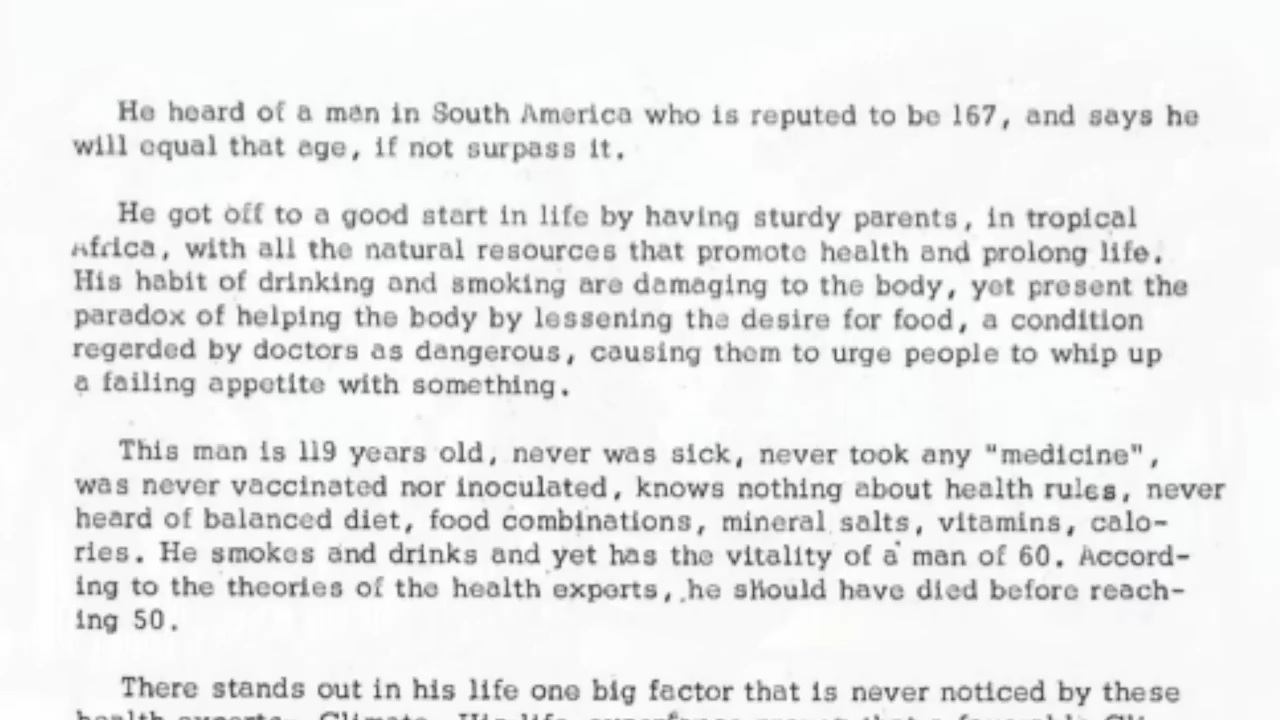 He heard of a man in South America who is reputed to be 167, and says he
will equal that age, if not surpass it.
He got off to a good start in life by having sturdy parents, in tropical
Africa, with all the natural resources that promote health and prolong life.
His habit of drinking and smoking are damaging to the body, yet present the
paradox of helping the body by lessening the desire for food, a condition
regarded by doctors as dangerous, causing them to urge people to whip up
a failing appetite with something.
This man is 119 years old, never was sick, never took any "medicine",
was never vaccinated nor inoculated, knows nothing about health rules, never
heard of balanced diet, food combinations, mineral salts, vitamins, calo-
ries. He smokes and drinks and yet has the vitality of a man of 60. Accord-
ing to the theories of the health experts, he should have died before reach-
ing 50.
There stands out in his life one big factor that is never noticed by these